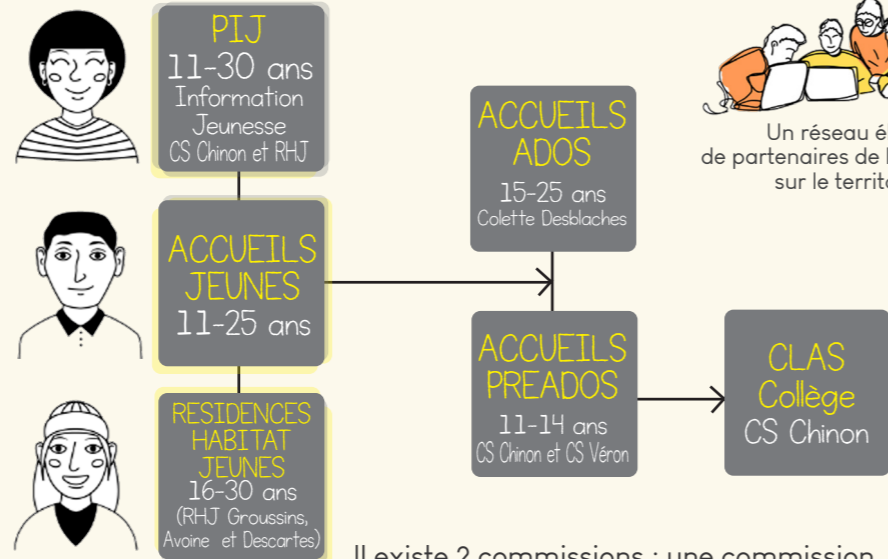 PIJ
11-30 ans
Information
Jeunesse
CS Chinon et RHJ
ACCUEILS
JEUNES
11-25 ans
RESIDENCES
HABITAT
JEUNES
16-30 ans
(RHJ Groussins,
Avoine et Descartes)
ACCUEILS
ADOS
15-25 ans
Colette Desblaches
ACCUEILS
PREADOS
11-14 ans
CS Chinon et CS Véron
CLAS
Collège
CS Chinon
Un réseau
de partenaires de
sur le
Il existe 2 commissions : une commission